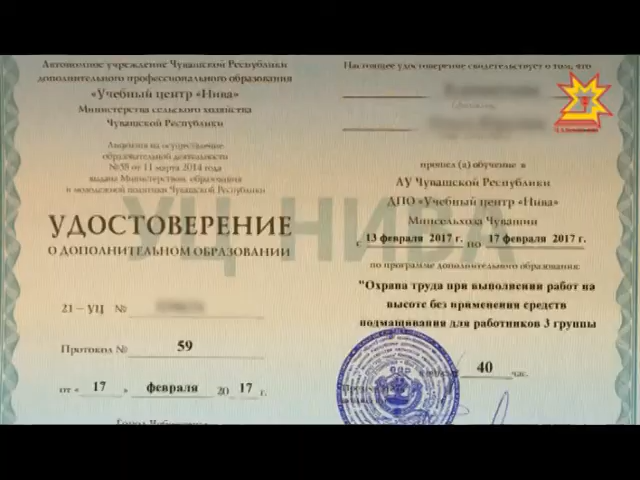 Автономное учреждение Чувашской Республики
дополнительного профессионального образования
«Учебный центр «Нива»
Министерства сельского хозяйства
Чувашской Республики
Лицензия на осуществление
образовательной деятельности
№58 от 11 марта 2014 года
выдана Министерством образования
и молодежной политики Чувашской Республики
УДОСТОВЕРЕНИЕ
О ДОПОЛНИТЕЛЬНОМ ОБРАЗОВАНИИ
21 – УЦ №
Протокол № 59
от « 17 » февраля 20 17 г.
Город
Настоящее удостоверение свидетельствует о том, что
прошел (а) обучение в
АУ Чувашской Республики
ДПО «Учебный центр «Нива»
Минсельхоза Чувашии
с 13 февраля 2017 г. по 17 февраля 2017 г.
по программе дополнительного образования:
"Охрана труда при выполнении работ на
высоте без применения средств
подмащивания для работников 3 группы
40 час.
УЦ НИВА